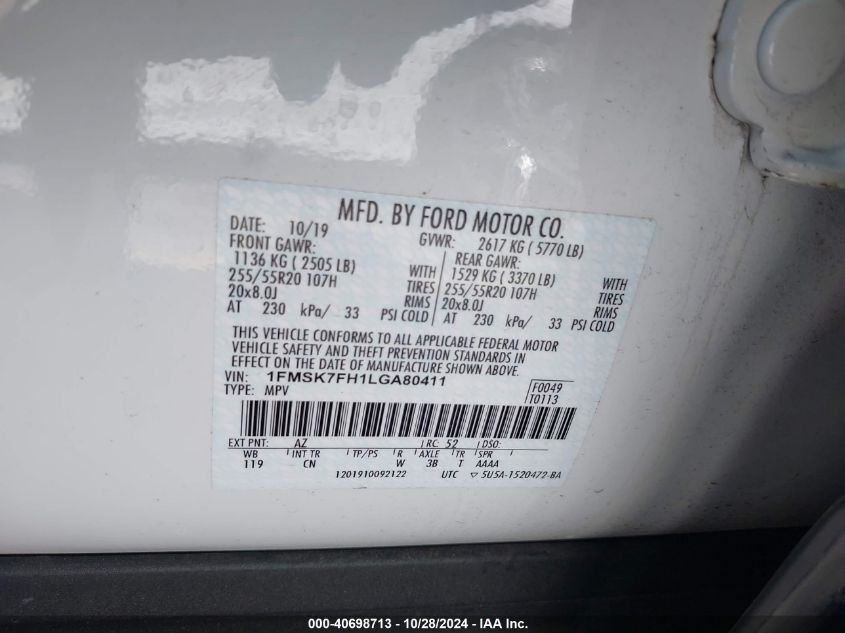 MFD. BY FORD MOTOR CO.
DATE: 10/19 GVWR: 2617 KG ( 5770 LB)
FRONT GAWR: REAR GAWR:
1136 KG ( 2505 LB) WITH 1529 KG ( 3370 LB) WITH
255/55R20 107H TIRES 255/55R20 107H TIRES
20x8.0J RIMS 20x8.0J RIMS
AT 230 kPa/ 33 PSI COLD AT 230 kPa/ 33 PSI COLD
THIS VEHICLE CONFORMS TO ALL APPLICABLE FEDERAL MOTOR
VEHICLE SAFETY AND THEFT PREVENTION STANDARDS IN
EFFECT ON THE DATE OF MANUFACTURE SHOWN ABOVE.
VIN: 1FMSK7FH1LGA80411 F0049
TYPE: MPV T0113
EXT PNT: AZ RC: 52 DSO:
WB INT TR TP/PS R AXLE TR SPR
119 CN W 3B T AAAA
1201910092122 UTC ▽ 5U5A-1520472-BA
000-40698713 - 10/28/2024 - IAA Inc.